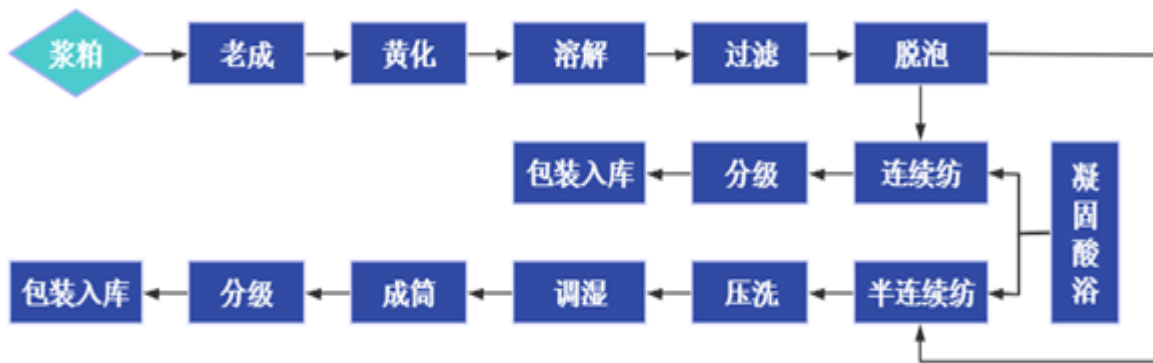 浆粕
老成
黄化
溶解
过滤
脱泡
包装入库
分级
连续纺
凝固酸浴
包装入库
分级
成筒
调湿
压洗
半连续纺